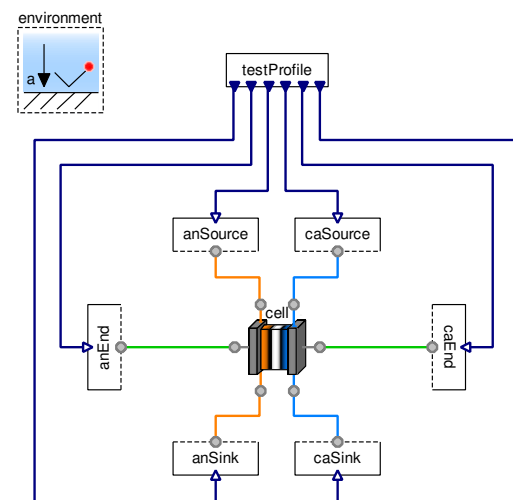 environment
a
testProfile
anSource
caSource
cell
anEnd
caEnd
anSink
caSink